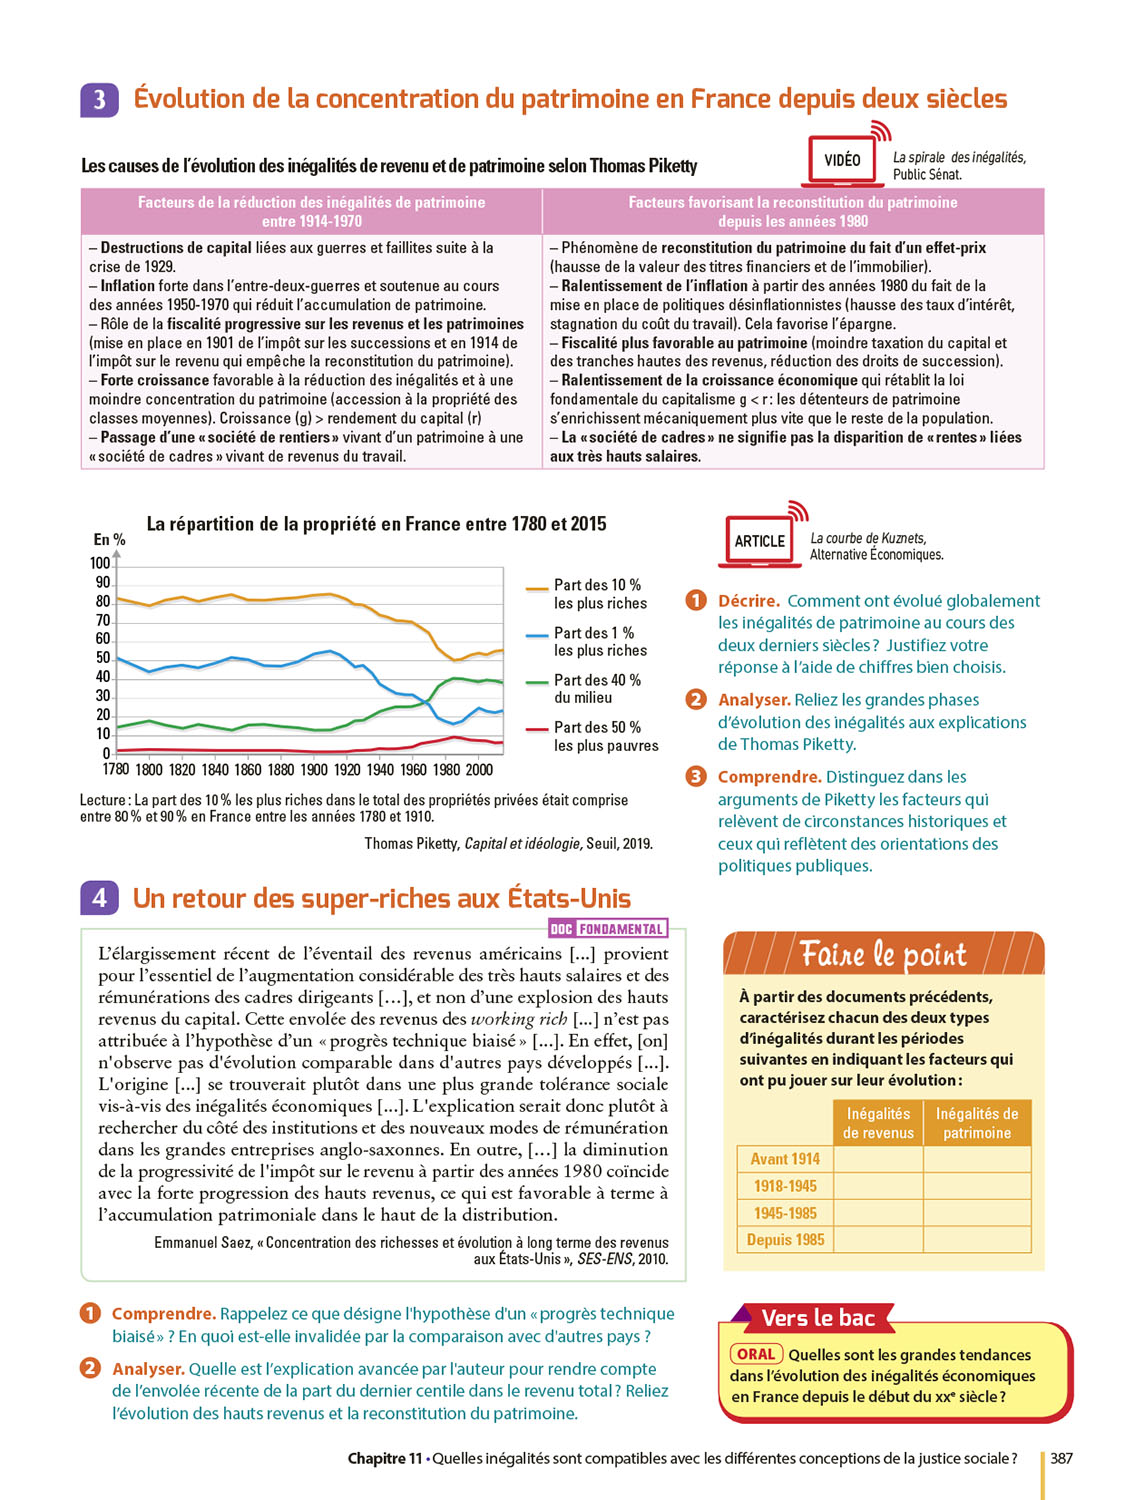 3 Évolution de la concentration du patrimoine en France depuis deux siècles
Les causes de l'évolution des inégalités de revenu et de patrimoine selon Thomas Piketty
VIDÉO
La spirale des inégalités,
Public Sénat.
Facteurs de la réduction des inégalités de patrimoine
entre 1914-1970
– Destructions de capital liées aux guerres et faillites suite à la
crise de 1929.
– Inflation forte dans l'entre-deux-guerres et soutenue au cours
des années 1950-1970 qui réduit l'accumulation de patrimoine.
– Rôle de la fiscalité progressive sur les revenus et les patrimoines
(mise en place en 1901 de l'impôt sur les successions et en 1914 de
l'impôt sur le revenu qui empêche la reconstitution du patrimoine).
– Forte croissance favorable à la réduction des inégalités et à une
moindre concentration du patrimoine (accession à la propriété des
classes moyennes). Croissance (g) > rendement du capital (r)
– Passage d'une « société de rentiers » vivant d'un patrimoine à une
« société de cadres » vivant de revenus du travail.
Facteurs favorisant la reconstitution du patrimoine
depuis les années 1980
– Phénomène de reconstitution du patrimoine du fait d'un effet-prix
(hausse de la valeur des titres financiers et de l'immobilier).
– Ralentissement de l'inflation à partir des années 1980 du fait de la
mise en place de politiques désinflationnistes (hausse des taux d'intérêt,
stagnation du coût du travail). Cela favorise l'épargne.
– Fiscalité plus favorable au patrimoine (moindre taxation du capital et
des tranches hautes des revenus, réduction des droits de succession).
– Ralentissement de la croissance économique qui rétablit la loi
fondamentale du capitalisme g < r : les détenteurs de patrimoine
s'enrichissent mécaniquement plus vite que le reste de la population.
– La « société de cadres » ne signifie pas la disparition de « rentes » liées
aux très hauts salaires.
La répartition de la propriété en France entre 1780 et 2015
En %
100
90
80
70
60
50
40
30
20
10
0
1780 1800 1820 1840 1860 1880 1900 1920 1940 1960 1980 2000
Part des 10 %
les plus riches
Part des 1 %
les plus riches
Part des 40 %
du milieu
Part des 50 %
les plus pauvres
Lecture : La part des 10 % les plus riches dans le total des propriétés privées était comprise
entre 80 % et 90 % en France entre les années 1780 et 1910.
Thomas Piketty, Capital et idéologie, Seuil, 2019.
ARTICLE
La courbe de Kuznets,
Alternative Économiques.
1 Décrire. Comment ont évolué globalement
les inégalités de patrimoine au cours des
deux derniers siècles ? Justifiez votre
réponse à l'aide de chiffres bien choisis.
2 Analyser. Reliez les grandes phases
d'évolution des inégalités aux explications
de Thomas Piketty.
3 Comprendre. Distinguez dans les
arguments de Piketty les facteurs qui
relèvent de circonstances historiques et
ceux qui reflètent des orientations des
politiques publiques.
4 Un retour des super-riches aux États-Unis
DOC FONDAMENTAL
L'élargissement récent de l'éventail des revenus américains [...] provient
pour l'essentiel de l'augmentation considérable des très hauts salaires et des
rémunérations des cadres dirigeants [...], et non d'une explosion des hauts
revenus du capital. Cette envolée des revenus des working rich [...] n'est pas
attribuée à l'hypothèse d'un « progrès technique biaisé » [...]. En effet, [on]
n'observe pas d'évolution comparable dans d'autres pays développés [...].
L'origine [...] se trouverait plutôt dans une plus grande tolérance sociale
vis-à-vis des inégalités économiques [...]. L'explication serait donc plutôt à
rechercher du côté des institutions et des nouveaux modes de rémunération
dans les grandes entreprises anglo-saxonnes. En outre, [...] la diminution
de la progressivité de l'impôt sur le revenu à partir des années 1980 coïncide
avec la forte progression des hauts revenus, ce qui est favorable à terme à
l'accumulation patrimoniale dans le haut de la distribution.
Emmanuel Saez, « Concentration des richesses et évolution à long terme des revenus
aux États-Unis », SES-ENS, 2010.
1 Comprendre. Rappelez ce que désigne l'hypothèse d'un « progrès technique
biaisé » ? En quoi est-elle invalidée par la comparaison avec d'autres pays ?
2 Analyser. Quelle est l'explication avancée par l'auteur pour rendre compte
de l'envolée récente de la part du dernier centile dans le revenu total ? Reliez
l'évolution des hauts revenus et la reconstitution du patrimoine.
Faire le point
À partir des documents précédents,
caractérisez chacun des deux types
d'inégalités durant les périodes
suivantes en indiquant les facteurs qui
ont pu jouer sur leur évolution :
Inégalités
de revenus
Inégalités de
patrimoine
Avant 1914
1918-1945
1945-1985
Depuis 1985
Vers le bac
ORAL Quelles sont les grandes tendances
dans l'évolution des inégalités économiques
en France depuis le début du XXe siècle ?
Chapitre 11 • Quelles inégalités sont compatibles avec les différentes conceptions de la justice sociale ? 387